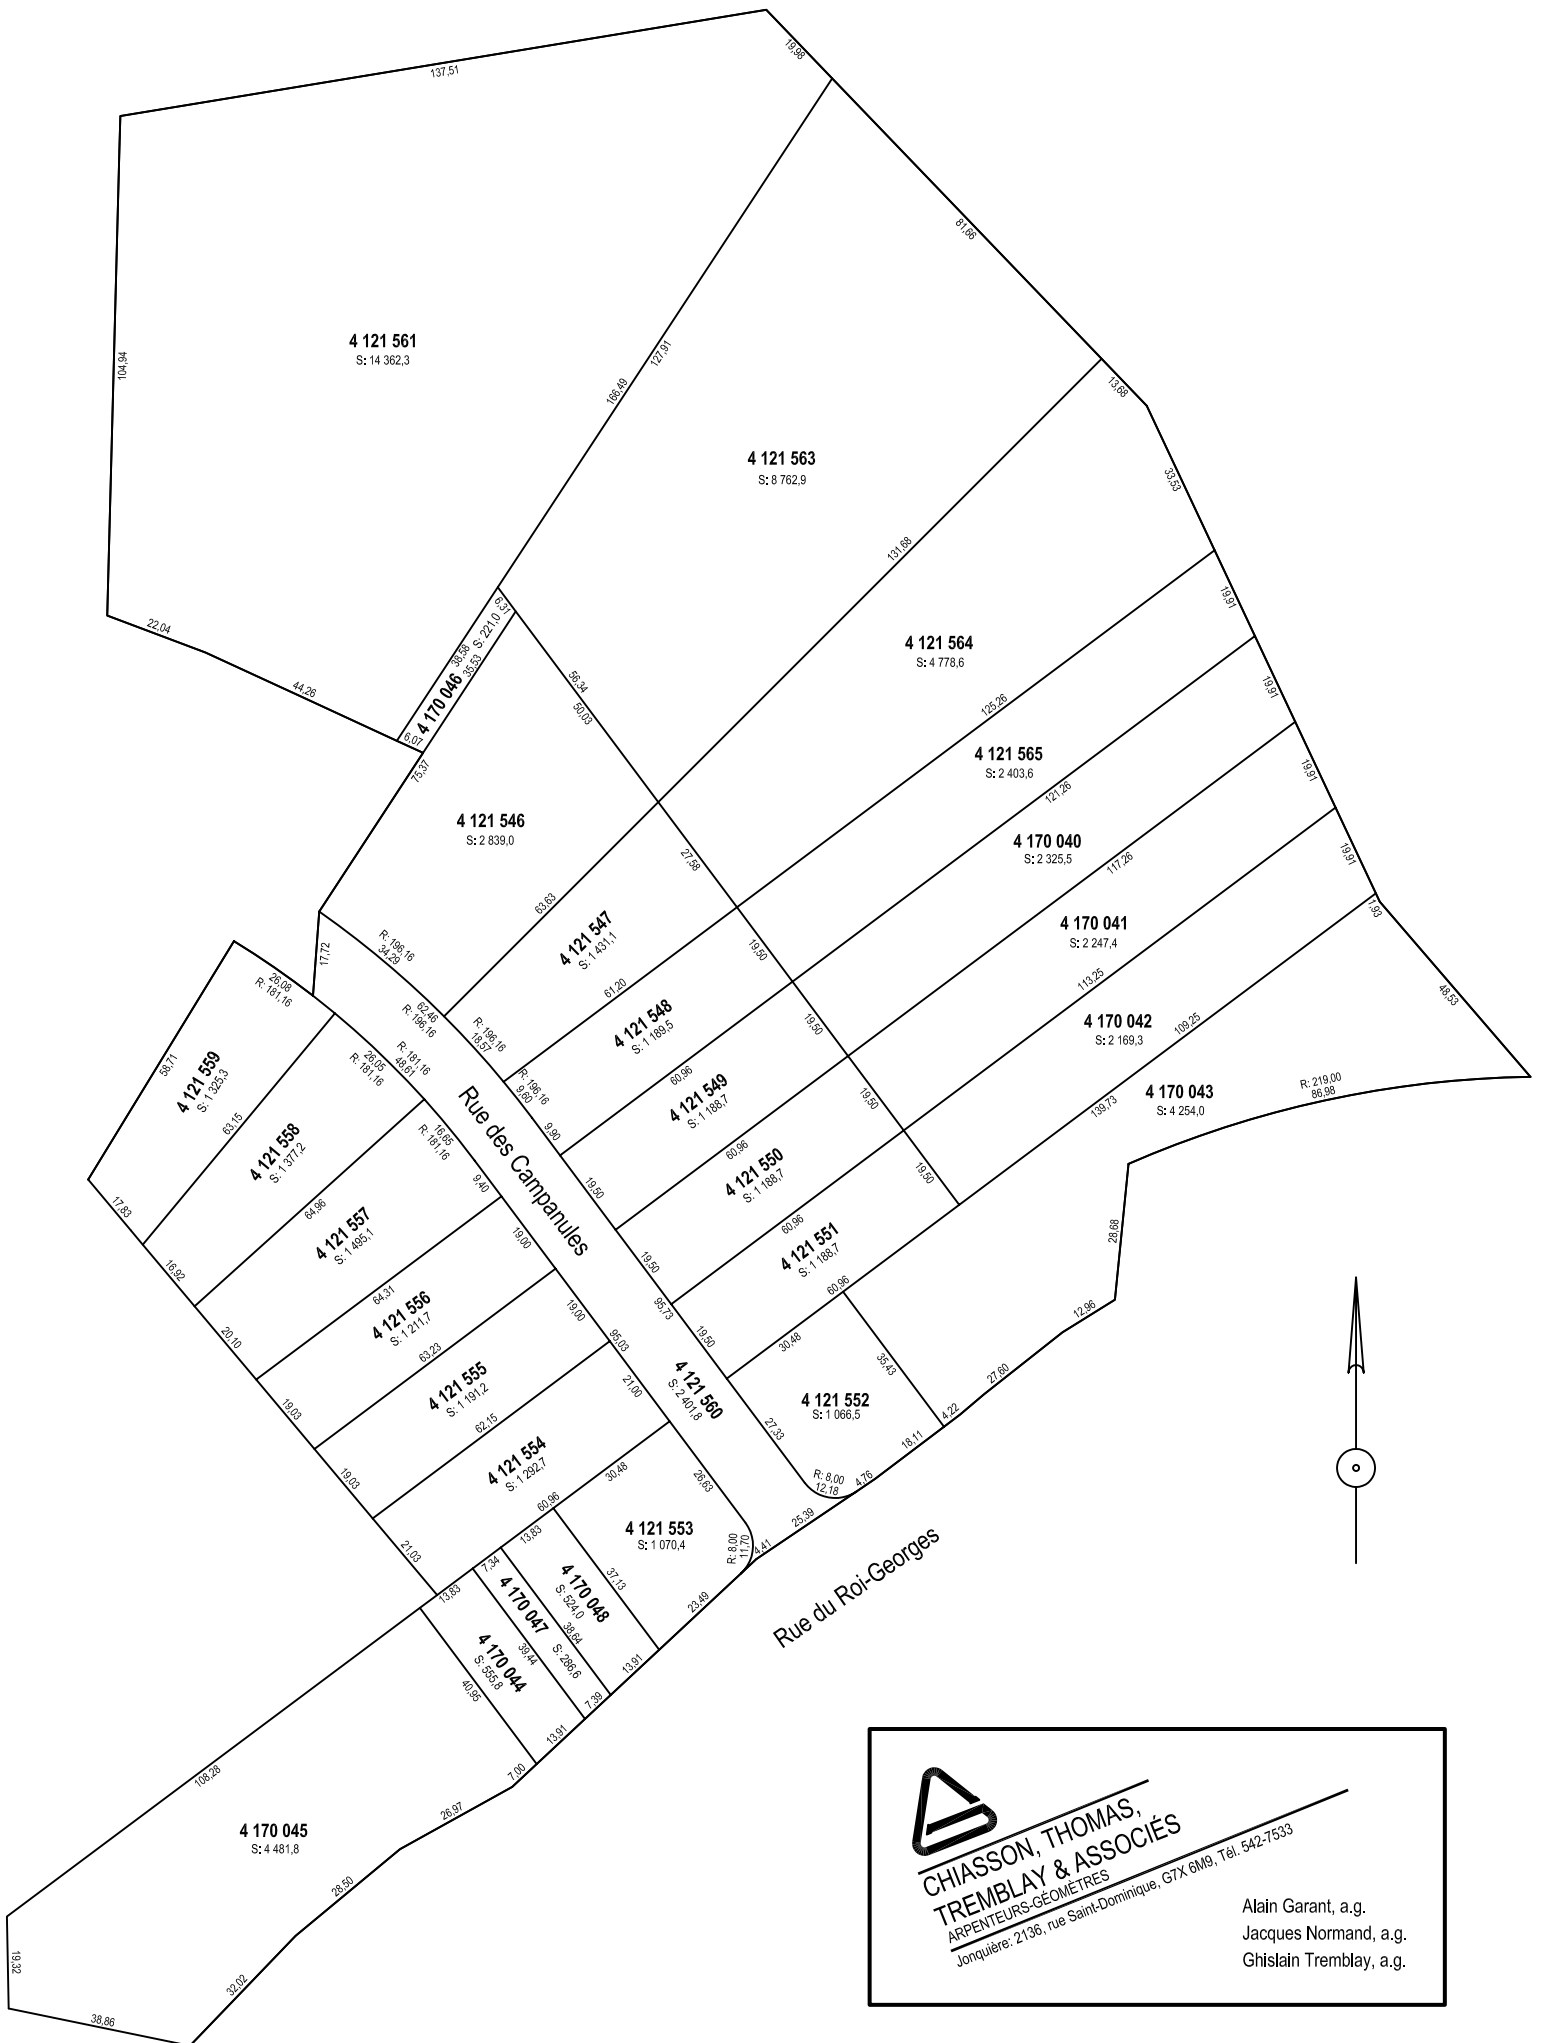 137,51
19,98
104,94
4 121 561
S: 14 362,3
166,49
127,91
81,66
4 121 563
S: 8 762,9
13,68
33,53
131,68
22,04
44,26
6,31
38,58
S: 221,0
35,53
4 170 046
6,07
75,37
56,34
50,03
4 121 564
S: 4 778,6
125,26
19,91
4 121 565
S: 2 403,6
121,26
19,91
4 170 040
S: 2 325,5
117,26
19,91
4 170 041
S: 2 247,4
113,25
19,91
4 170 042
S: 2 169,3
109,25
1,93
48,53
4 170 043
S: 4 254,0
139,73
R: 219,00
86,98
28,68
12,96
27,60
4,22
4 121 546
S: 2 839,0
27,58
63,63
4 121 547
S: 1 431,1
19,50
61,20
4 121 548
S: 1 189,5
19,50
60,96
4 121 549
S: 1 188,7
19,50
60,96
4 121 550
S: 1 188,7
19,50
60,96
4 121 551
S: 1 188,7
60,96
30,48
35,43
4 121 552
S: 1 066,5
18,11
17,72
R: 196,16
34,29
62,46
R: 196,16
R: 196,16
18,57
R: 196,16
9,60
9,90
19,50
19,50
95,73
19,50
27,33
R: 8,00
12,18
4,76
25,39
4,41
26,08
R: 181,16
26,05
R: 181,16
R: 181,16
48,61
16,65
R: 181,16
9,40
Rue des Campanules
4 121 560
S: 2 401,8
58,71
4 121 559
S: 1 325,3
63,15
17,83
4 121 558
S: 1 377,2
64,96
16,92
4 121 557
S: 1 495,1
64,31
20,10
19,00
4 121 556
S: 1 211,7
63,23
19,03
19,00
95,03
4 121 555
S: 1 191,2
62,15
19,03
21,00
4 121 554
S: 1 292,7
60,96
30,48
21,03
26,63
4 121 553
S: 1 070,4
R: 8,00
11,70
23,49
37,13
13,83
4 170 048
S: 524,0
38,64
13,91
7,34
4 170 047
S: 286,6
39,44
7,39
13,83
4 170 044
S: 555,8
40,95
13,91
7,00
Rue du Roi-Georges
108,28
4 170 045
S: 4 481,8
26,97
28,50
32,02
19,32
38,86
CHIASSON, THOMAS,
TREMBLAY & ASSOCIÉS
ARPENTEURS-GÉOMÈTRES
Jonquière: 2136, rue Saint-Dominique, G7X 6M9, Tél. 542-7533
Alain Garant, a.g.
Jacques Normand, a.g.
Ghislain Tremblay, a.g.